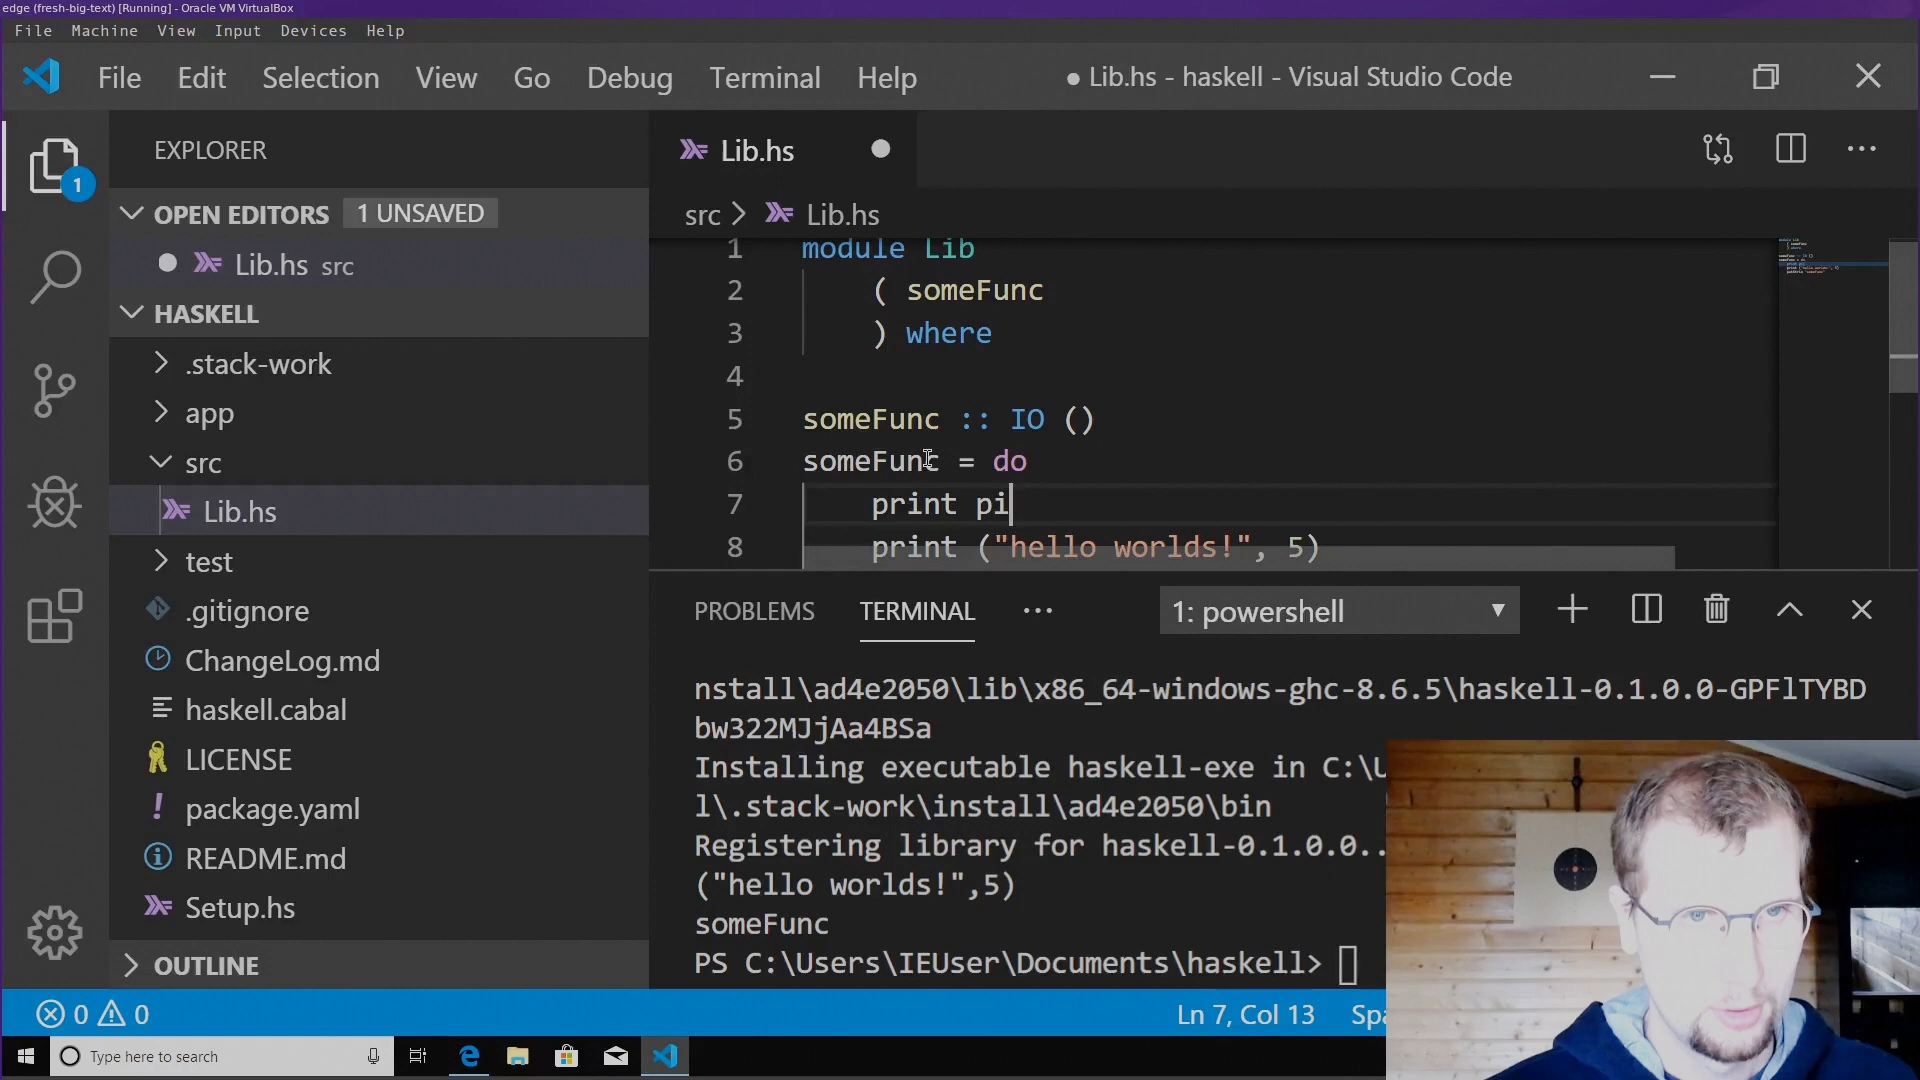 edge (fresh-big-text) [Running] - Oracle VM VirtualBox
File Machine View Input Devices Help
File Edit Selection View Go Debug Terminal Help ● Lib.hs - haskell - Visual Studio Code
EXPLORER
Lib.hs
1
OPEN EDITORS 1 UNSAVED
src > Lib.hs
Lib.hs src
HASKELL
.stack-work
app
src
Lib.hs
test
.gitignore
ChangeLog.md
haskell.cabal
LICENSE
package.yaml
README.md
Setup.hs
OUTLINE
1 module Lib
2 ( someFunc
3 ) where
4
5 someFunc :: IO ()
6 someFunc = do
7 print pi
8 print ("hello worlds!", 5)
PROBLEMS TERMINAL ··· 1: powershell
nstall\ad4e2050\lib\x86_64-windows-ghc-8.6.5\haskell-0.1.0.0-GPFlTYBD
bw322MJjAa4BSa
Installing executable haskell-exe in C:\U
l\.stack-work\install\ad4e2050\bin
Registering library for haskell-0.1.0.0..
("hello worlds!",5)
someFunc
PS C:\Users\IEUser\Documents\haskell>
0 0 Ln 7, Col 13 Spa
Type here to search